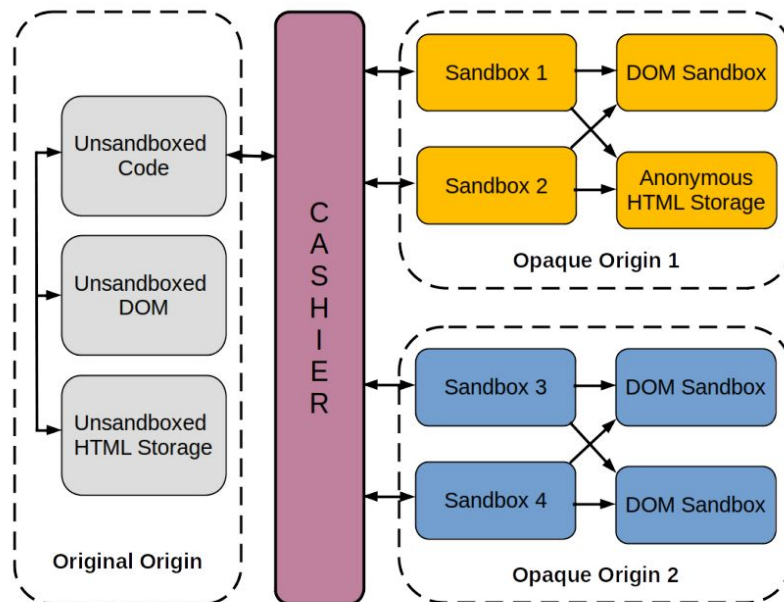 Unsandboxed
Code
Unsandboxed
DOM
Unsandboxed
HTML Storage
Original Origin
C
A
S
H
I
E
R
Sandbox 1
DOM Sandbox
Sandbox 2
Anonymous
HTML Storage
Opaque Origin 1
Sandbox 3
DOM Sandbox
Sandbox 4
DOM Sandbox
Opaque Origin 2